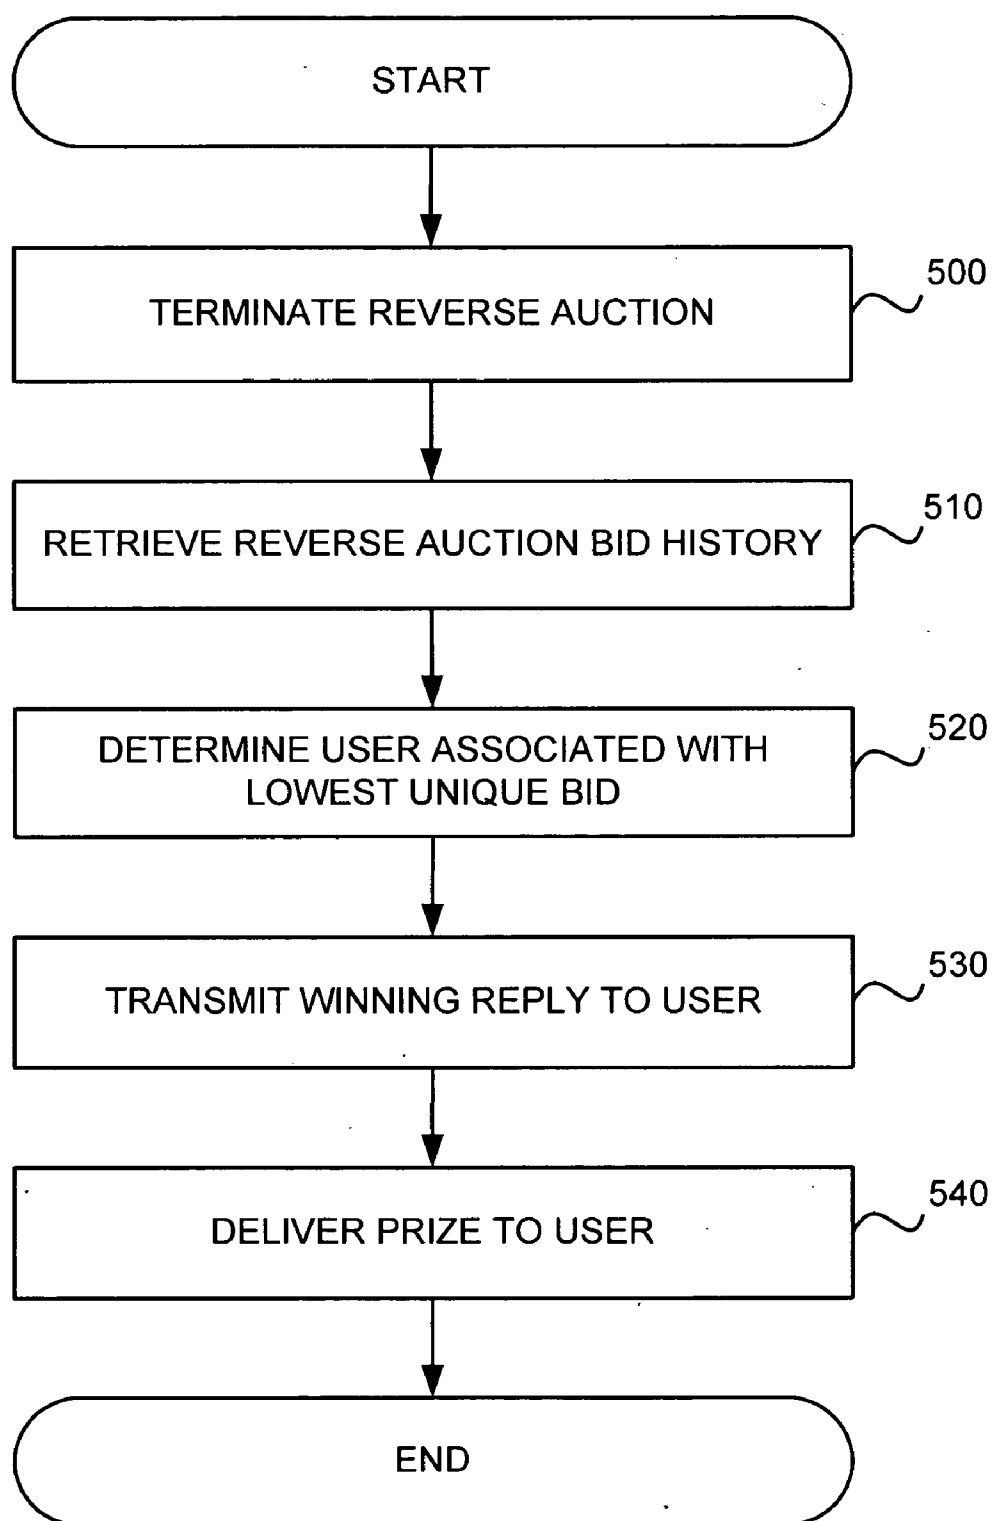 START
500
TERMINATE REVERSE AUCTION
510
RETRIEVE REVERSE AUCTION BID HISTORY
520
DETERMINE USER ASSOCIATED WITH
LOWEST UNIQUE BID
530
TRANSMIT WINNING REPLY TO USER
540
DELIVER PRIZE TO USER
END